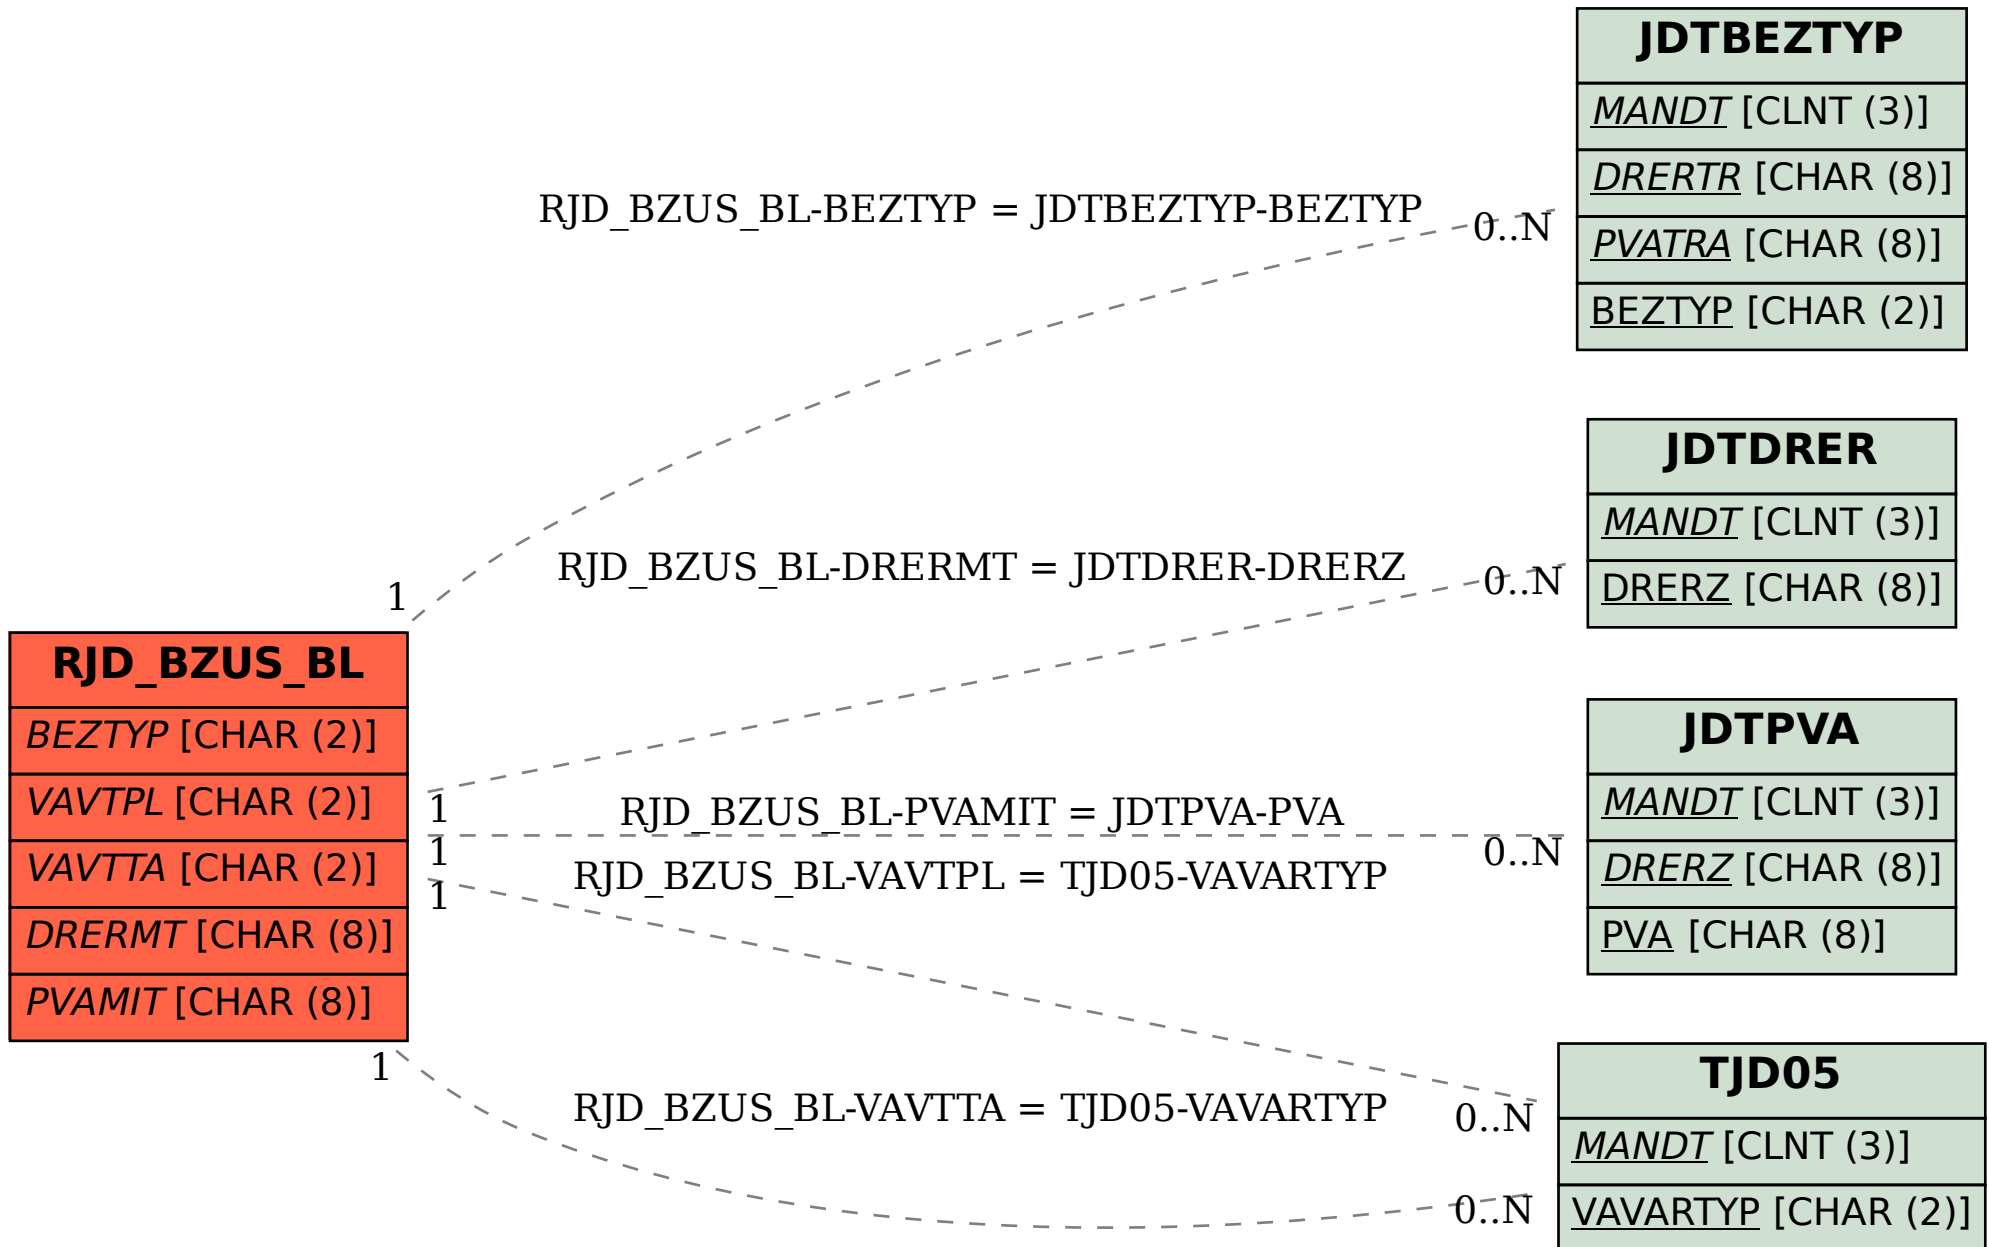 JDTBEZTYP
MANDT [CLNT (3)]
DRERTR [CHAR (8)]
PVATRA [CHAR (8)]
BEZTYP [CHAR (2)]
RJD_BZUS_BL-BEZTYP = JDTBEZTYP-BEZTYP
0..N
1
JDTDRER
MANDT [CLNT (3)]
DRERZ [CHAR (8)]
RJD_BZUS_BL-DRERMT = JDTDRER-DRERZ
0..N
1
RJD_BZUS_BL
BEZTYP [CHAR (2)]
VAVTPL [CHAR (2)]
VAVTTA [CHAR (2)]
DRERMT [CHAR (8)]
PVAMIT [CHAR (8)]
JDTPVA
MANDT [CLNT (3)]
DRERZ [CHAR (8)]
PVA [CHAR (8)]
RJD_BZUS_BL-PVAMIT = JDTPVA-PVA
1
0..N
RJD_BZUS_BL-VAVTPL = TJD05-VAVARTYP
1
0..N
TJD05
MANDT [CLNT (3)]
VAVARTYP [CHAR (2)]
1
RJD_BZUS_BL-VAVTTA = TJD05-VAVARTYP
0..N